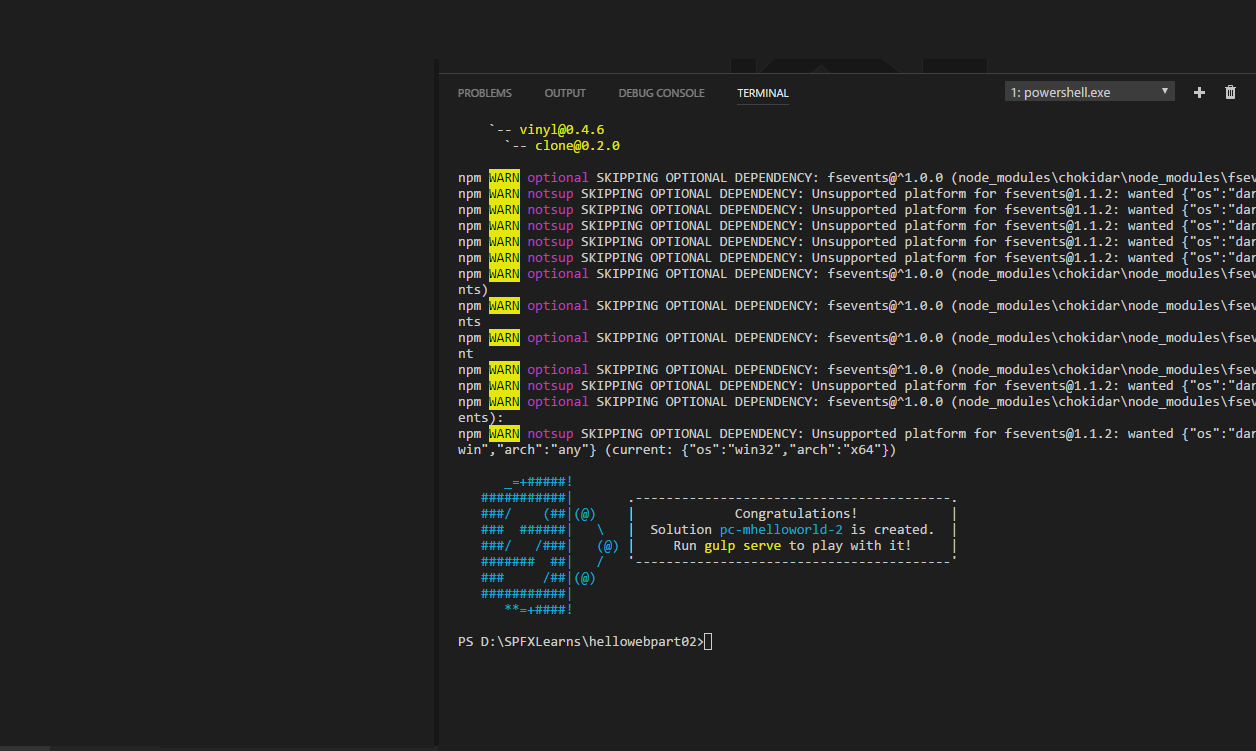 PROBLEMS OUTPUT DEBUG CONSOLE TERMINAL 1: powershell.exe
`-- vinyl@0.4.6
`-- clone@0.2.0
npm WARN optional SKIPPING OPTIONAL DEPENDENCY: fsevents@^1.0.0 (node_modules\chokidar\node_modules\fsev
npm WARN notsup SKIPPING OPTIONAL DEPENDENCY: Unsupported platform for fsevents@1.1.2: wanted {"os":"dar
npm WARN notsup SKIPPING OPTIONAL DEPENDENCY: Unsupported platform for fsevents@1.1.2: wanted {"os":"dar
npm WARN notsup SKIPPING OPTIONAL DEPENDENCY: Unsupported platform for fsevents@1.1.2: wanted {"os":"dar
npm WARN notsup SKIPPING OPTIONAL DEPENDENCY: Unsupported platform for fsevents@1.1.2: wanted {"os":"dar
npm WARN notsup SKIPPING OPTIONAL DEPENDENCY: Unsupported platform for fsevents@1.1.2: wanted {"os":"dar
npm WARN optional SKIPPING OPTIONAL DEPENDENCY: fsevents@^1.0.0 (node_modules\chokidar\node_modules\fsev
nts)
npm WARN optional SKIPPING OPTIONAL DEPENDENCY: fsevents@^1.0.0 (node_modules\chokidar\node_modules\fsev
nts
npm WARN optional SKIPPING OPTIONAL DEPENDENCY: fsevents@^1.0.0 (node_modules\chokidar\node_modules\fsev
nt
npm WARN optional SKIPPING OPTIONAL DEPENDENCY: fsevents@^1.0.0 (node_modules\chokidar\node_modules\fsev
npm WARN notsup SKIPPING OPTIONAL DEPENDENCY: Unsupported platform for fsevents@1.1.2: wanted {"os":"dar
npm WARN optional SKIPPING OPTIONAL DEPENDENCY: fsevents@^1.0.0 (node_modules\chokidar\node_modules\fsev
ents):
npm WARN notsup SKIPPING OPTIONAL DEPENDENCY: Unsupported platform for fsevents@1.1.2: wanted {"os":"dar
win","arch":"any"} (current: {"os":"win32","arch":"x64"})
_=+#####!
###########| .-----------------------------------------.
###/ (##|(@) | Congratulations! |
### ######| \ | Solution pc-mhelloworld-2 is created. |
###/ /###| (@) | Run gulp serve to play with it! |
####### ##| / '-----------------------------------------'
### /##|(@)
###########|
**=+####!
PS D:\SPFXLearns\hellowebpart02>